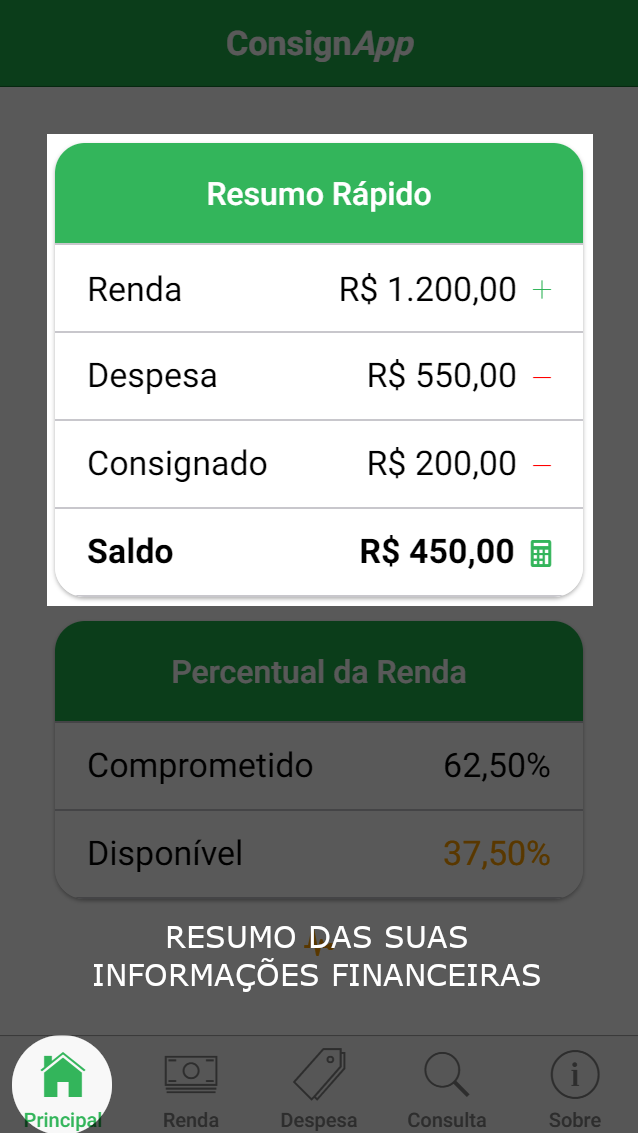 ConsignApp
Resumo Rápido
Renda R$ 1.200,00 +
Despesa R$ 550,00 –
Consignado R$ 200,00 –
Saldo R$ 450,00
Percentual da Renda
Comprometido 62,50%
Disponível 37,50%
RESUMO DAS SUAS
INFORMAÇÕES FINANCEIRAS
Principal Renda Despesa Consulta Sobre